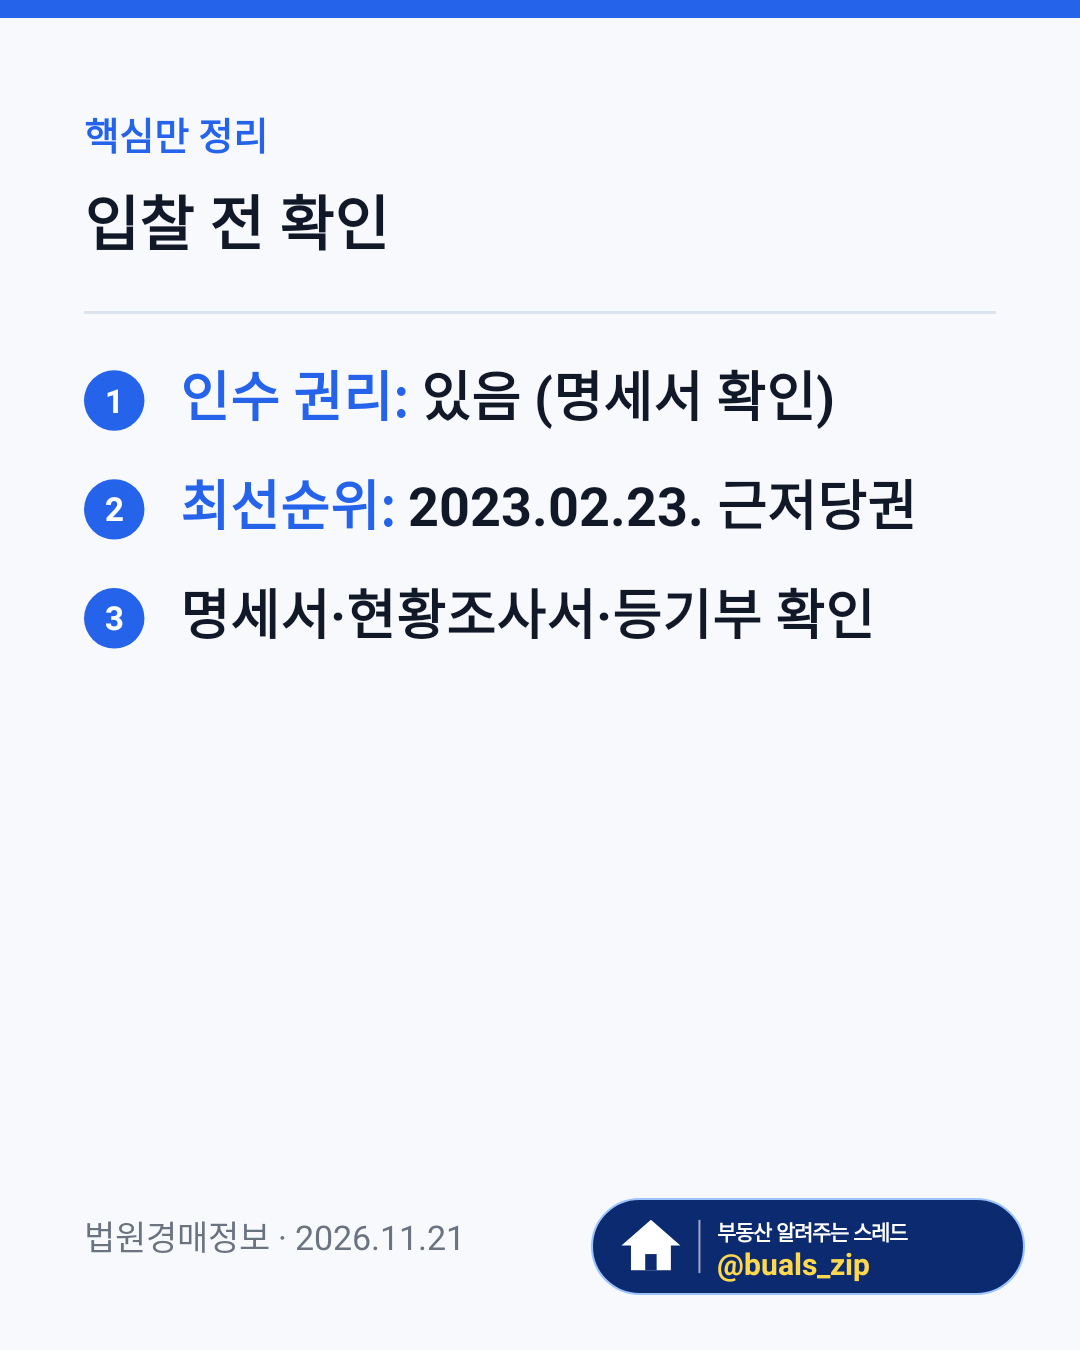 핵심만 정리
입찰 전 확인
1 인수 권리: 있음 (명세서 확인)
2 최선순위: 2023.02.23. 근저당권
3 명세서·현황조사서·등기부 확인
법원경매정보 · 2026.11.21
부동산 알려주는 스레드
@buals_zip